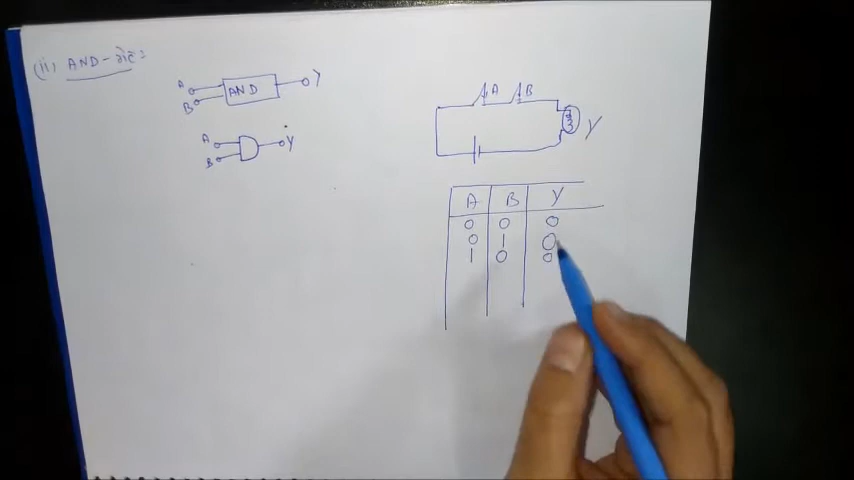 (ii) AND-गेट:
A
B
AND
Y
A
B
Y
A B
Y
A B Y
0 0 0
0 1 0
1 0 0